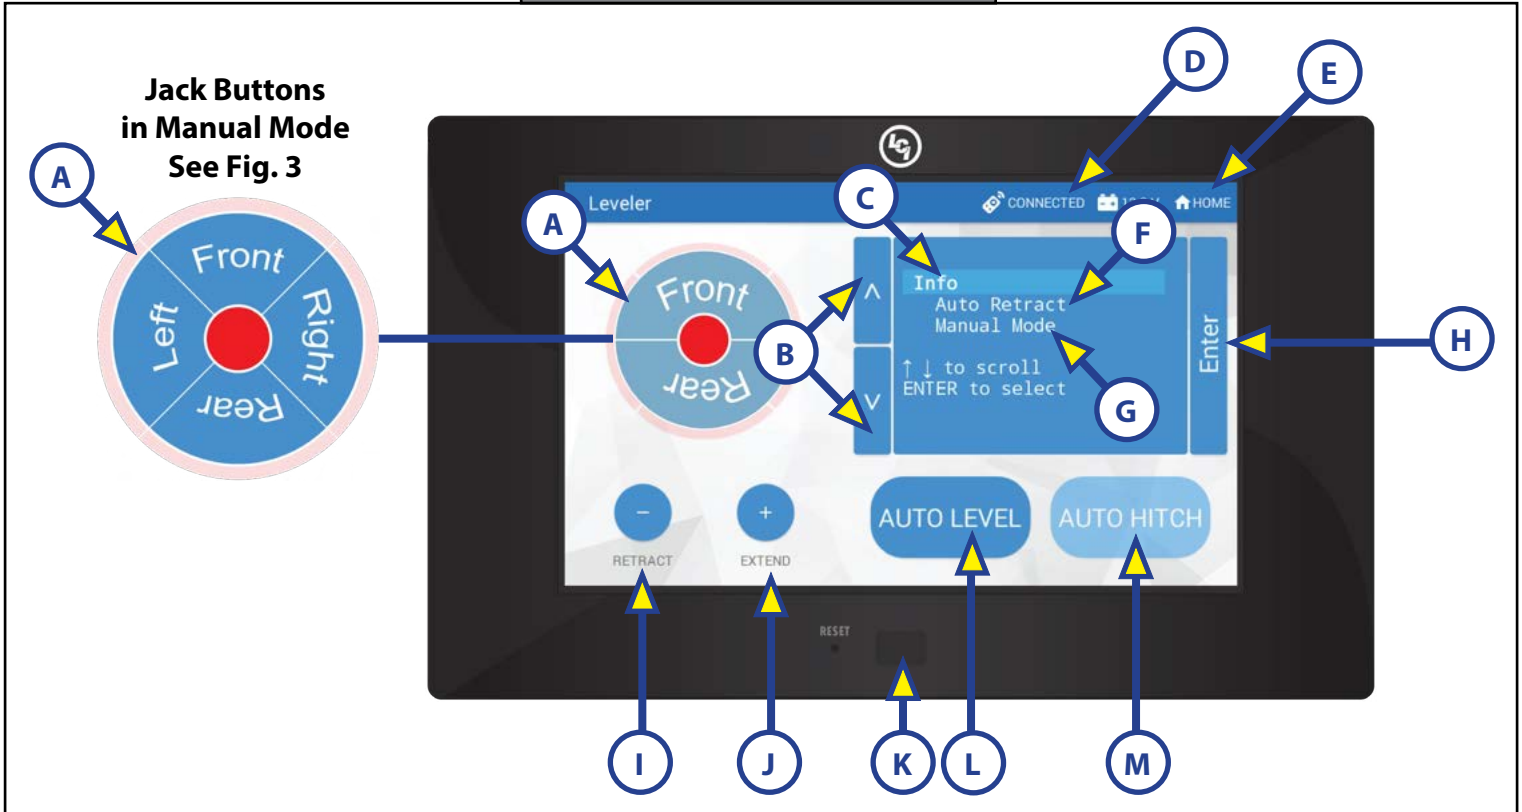 Jack Buttons
in Manual Mode
See Fig. 3
A
Front
Left
Right
Rear
D
E
LCI
Leveler
CONNECTED
HOME
A
Front
Rear
C
F
B
Info
Auto Retract
Manual Mode
↑ ↓ to scroll
ENTER to select
Enter
H
G
−
RETRACT
+
EXTEND
AUTO LEVEL
AUTO HITCH
RESET
I
J
K
L
M